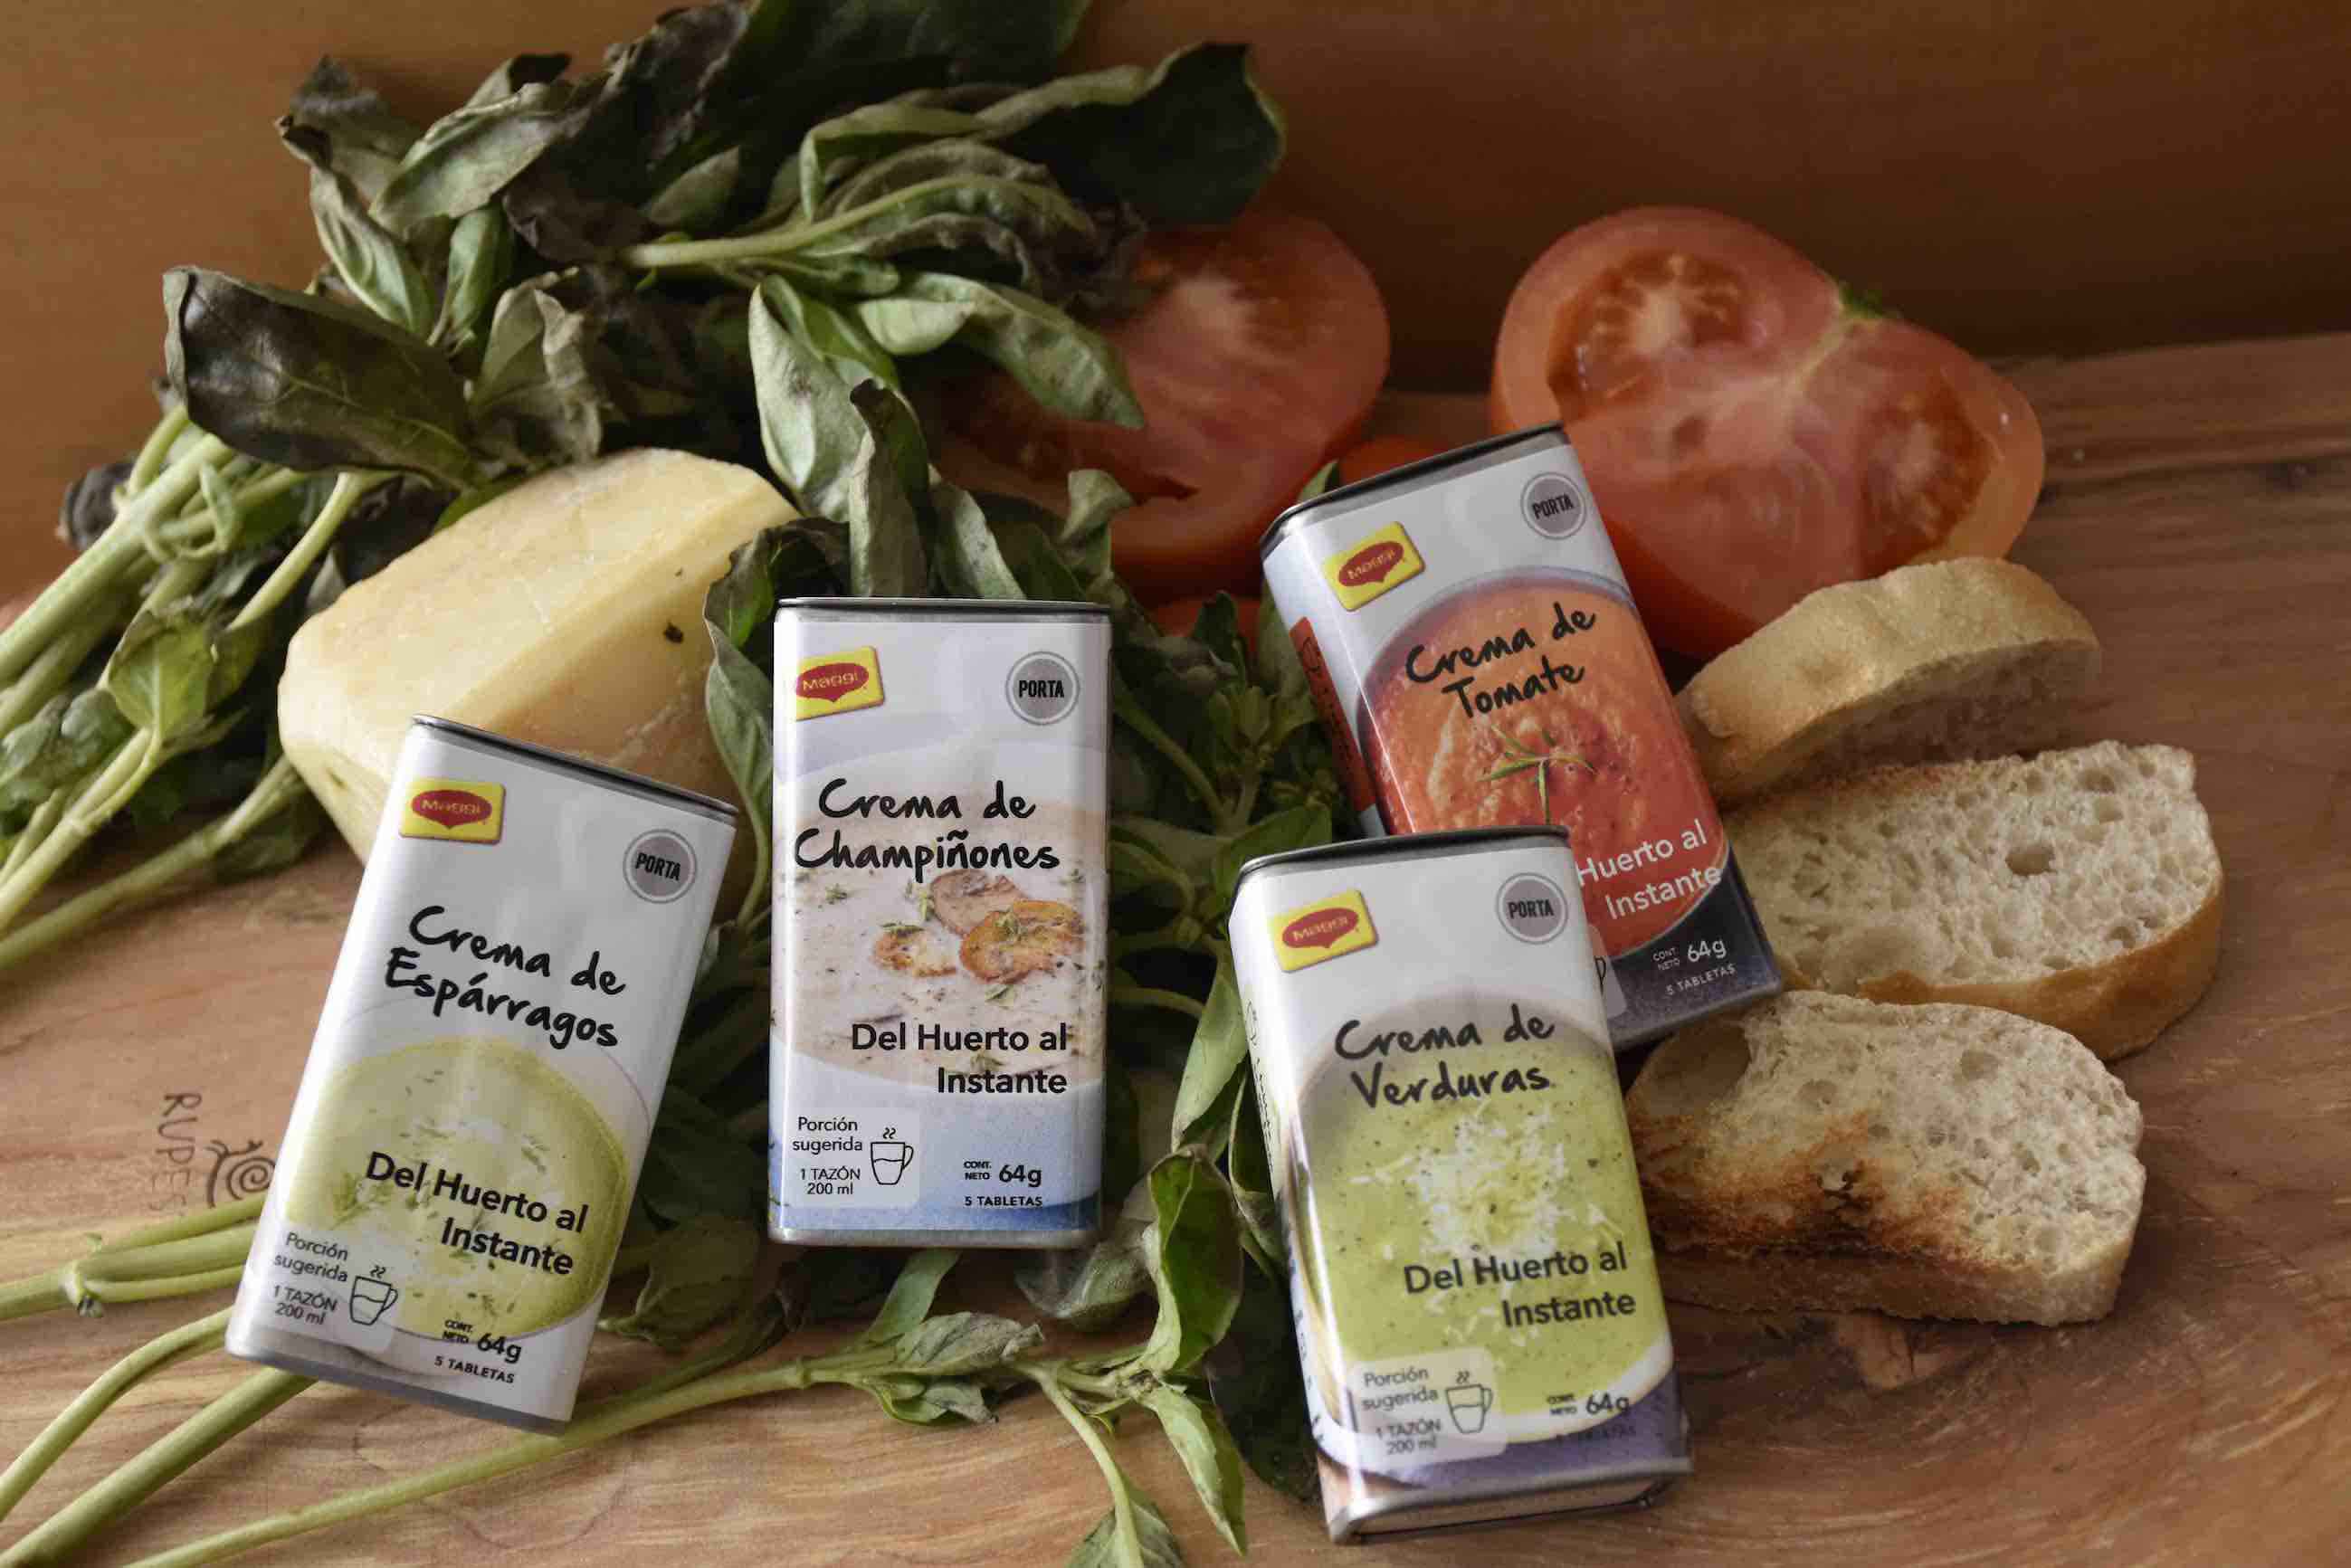 Maggi
PORTA
Crema de
Espárragos
Del Huerto al
Instante
Porción
sugerida
1 TAZÓN
200 ml
CONT.
NETO 64g
5 TABLETAS
Maggi
PORTA
Crema de
Champiñones
Del Huerto al
Instante
Porción
sugerida
1 TAZÓN
200 ml
CONT.
NETO 64g
5 TABLETAS
Maggi
PORTA
Crema de
Tomate
Huerto al
Instante
CONT.
NETO 64g
5 TABLETAS
Maggi
PORTA
Crema de
Verduras
Del Huerto al
Instante
Porción
sugerida
1 TAZÓN
200 ml
CONT.
NETO 64g
5 TABLETAS
RUPES